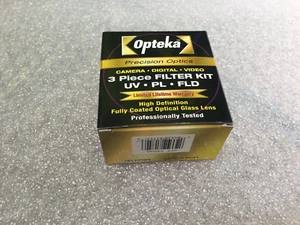 Opteka
Precision Optics
CAMERA • DIGITAL • VIDEO
3 Piece FILTER KIT
UV • PL • FLD
Limited Lifetime Warranty
High Definition
Fully Coated Optical Glass Lens
Professionally Tested